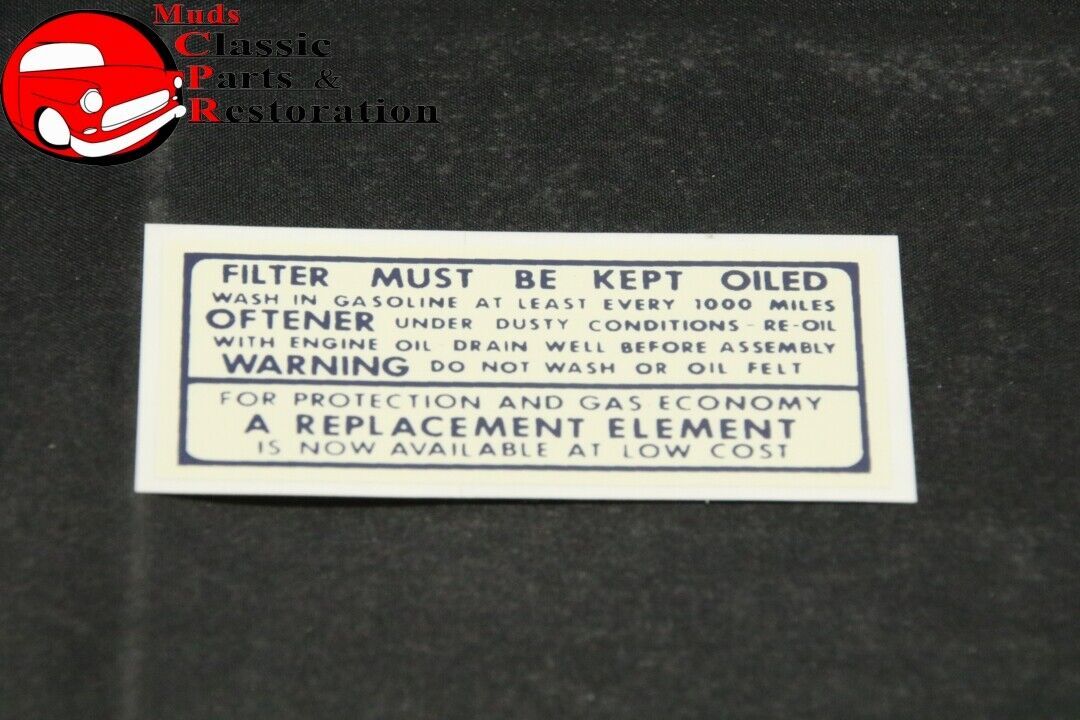 Muds
Classic
Parts &
Restoration
FILTER MUST BE KEPT OILED
WASH IN GASOLINE AT LEAST EVERY 1000 MILES
OFTENER UNDER DUSTY CONDITIONS - RE-OIL
WITH ENGINE OIL DRAIN WELL BEFORE ASSEMBLY
WARNING DO NOT WASH OR OIL FELT
FOR PROTECTION AND GAS ECONOMY
A REPLACEMENT ELEMENT
IS NOW AVAILABLE AT LOW COST